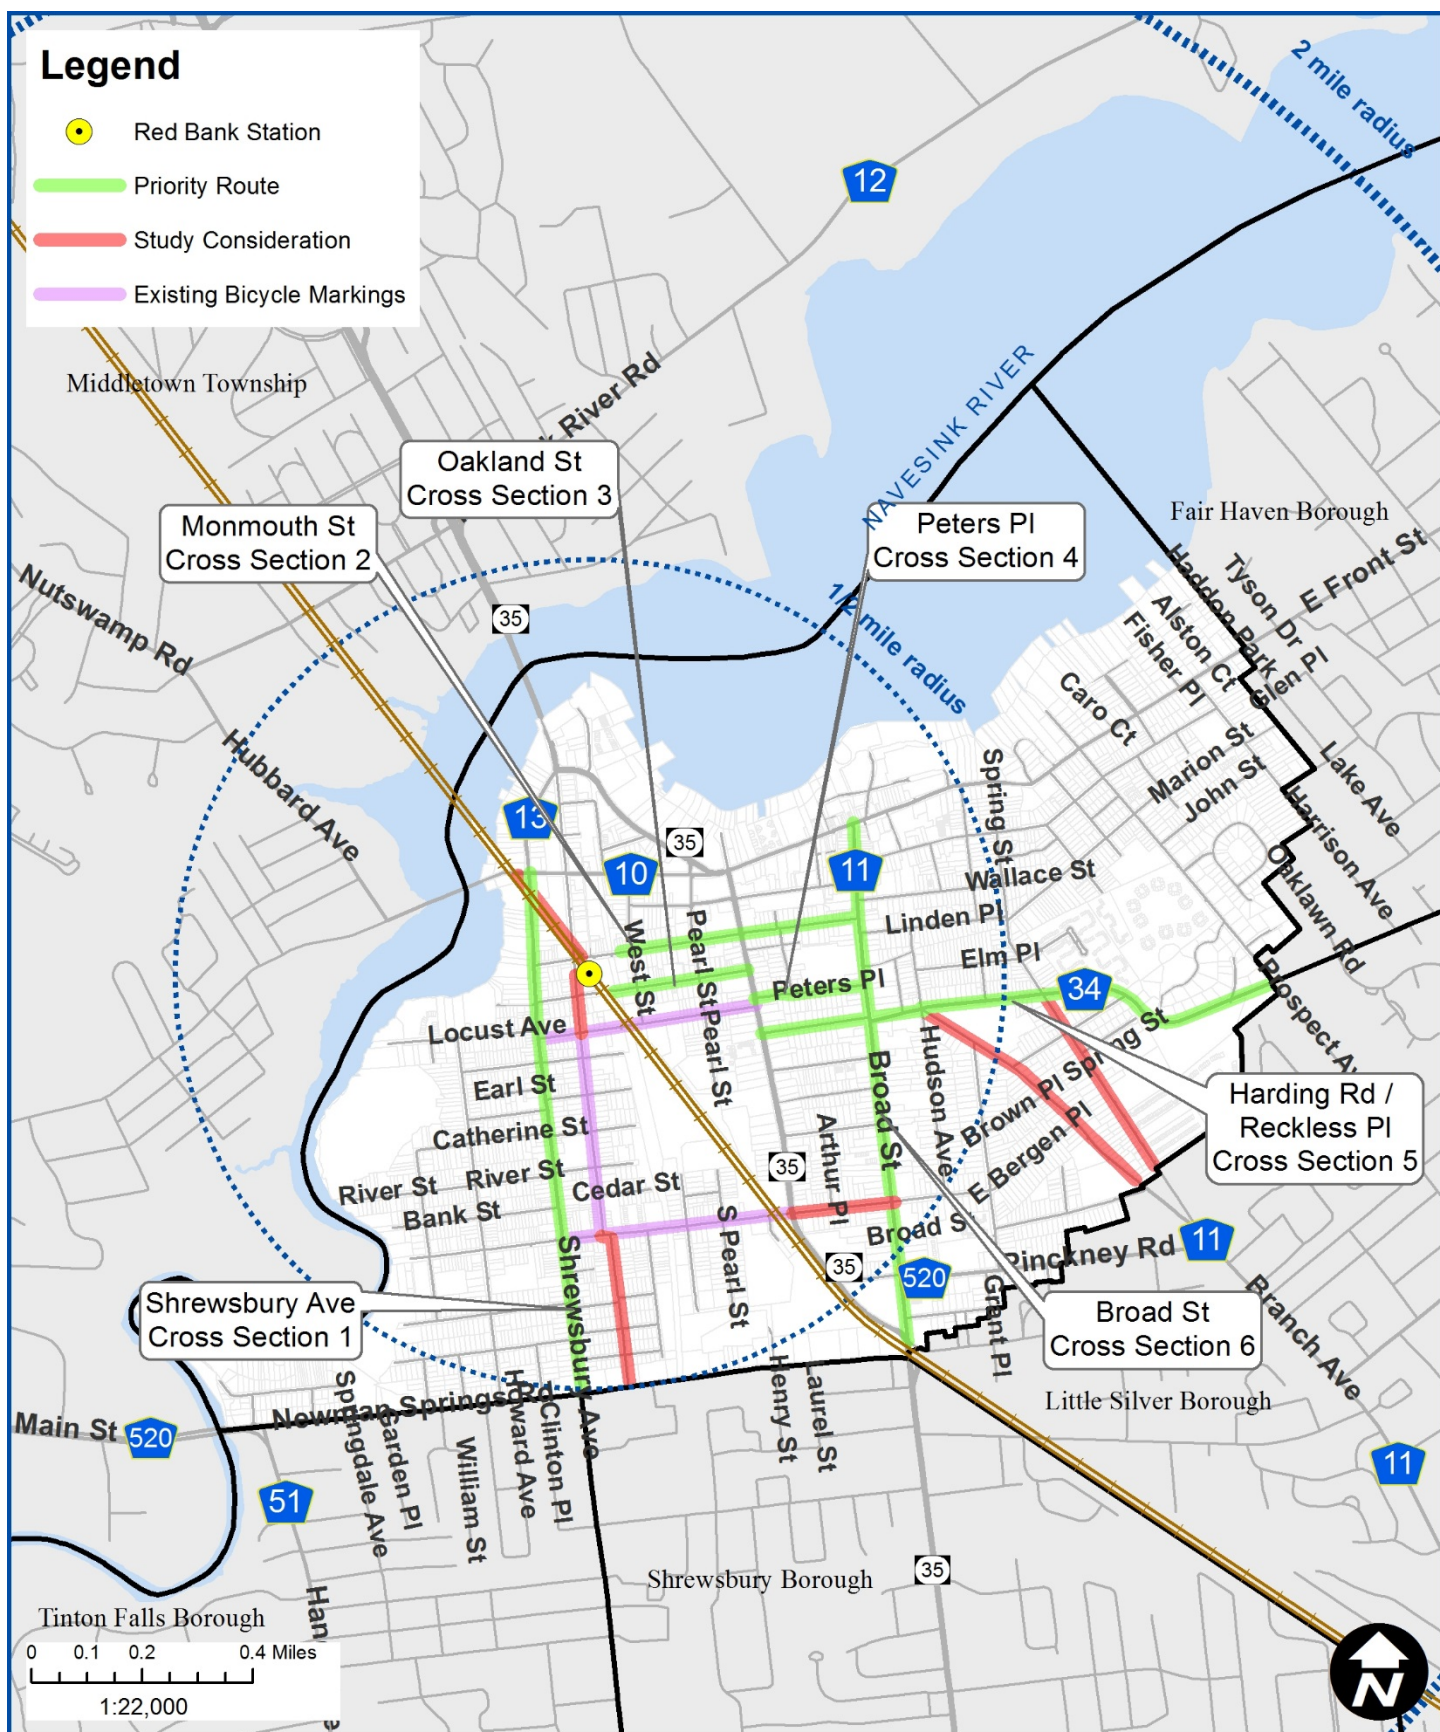 Legend
Red Bank Station
Priority Route
Study Consideration
Existing Bicycle Markings
2 mile radius
12
Middletown Township
River Rd
NAVESINK RIVER
Oakland St
Cross Section 3
Monmouth St
Cross Section 2
Peters Pl
Cross Section 4
Fair Haven Borough
E Front St
Tyson Dr
Haddon Park
Alston Ct
Fisher Pl
Glen Pl
Nutswamp Rd
35
1/2 mile radius
Caro Ct
Marion St
John St
Lake Ave
Harrison Ave
Oaklawn Rd
Hubbard Ave
Spring St
13
35
10
11
Wallace St
Linden Pl
Elm Pl
West St
Pearl St
Peters Pl
34
Prospect Av
Locust Ave
Pearl St
Hudson Ave
Spring St
Earl St
Broad St
Brown Pl
Harding Rd /
Reckless Pl
Cross Section 5
Catherine St
Arthur Pl
E Bergen Pl
River St
River St
35
Cedar St
Bank St
S Pearl St
Broad S
Pinckney Rd
11
Shrewsbury Ave
35
520
Grant Pl
Branch Ave
Shrewsbury Ave
Cross Section 1
Broad St
Cross Section 6
Henry St
Laurel St
Little Silver Borough
Main St
520
Newman Springs Rd
Springdale Ave
Garden Pl
William St
Howard Ave
Clinton Pl
51
11
Shrewsbury Borough
35
Tinton Falls Borough
Han
0 0.1 0.2 0.4 Miles
1:22,000
N